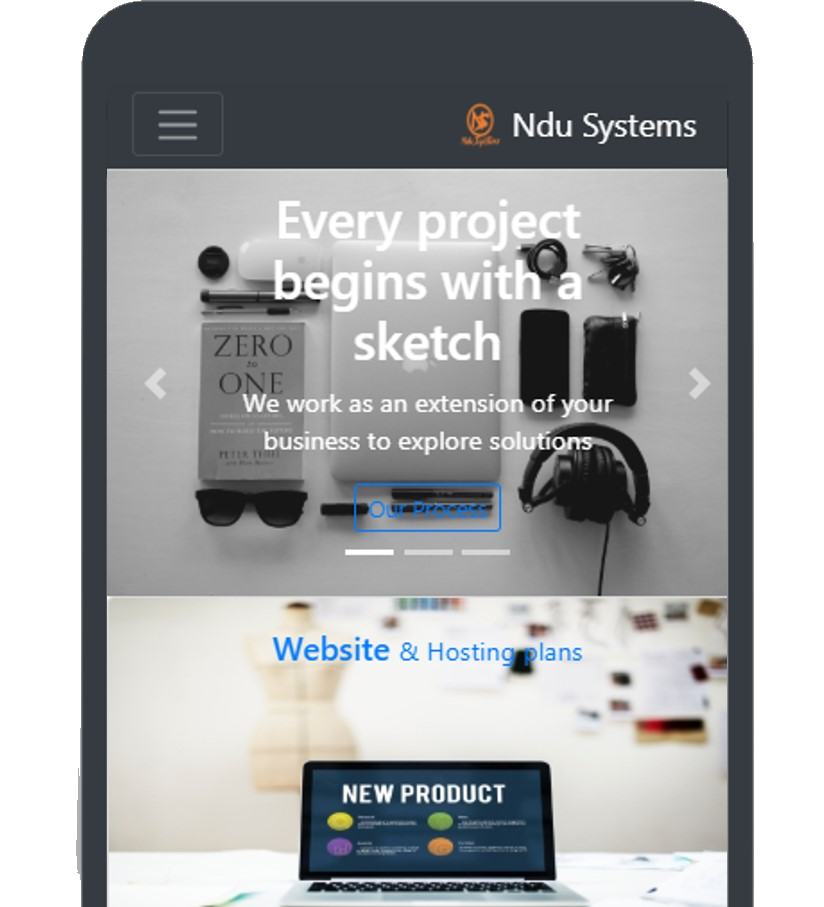 Ndu Systems
Every project
begins with a
sketch
ZERO
to
ONE
PETER THIEL
We work as an extension of your
business to explore solutions
Our Process
Website & Hosting plans
NEW PRODUCT